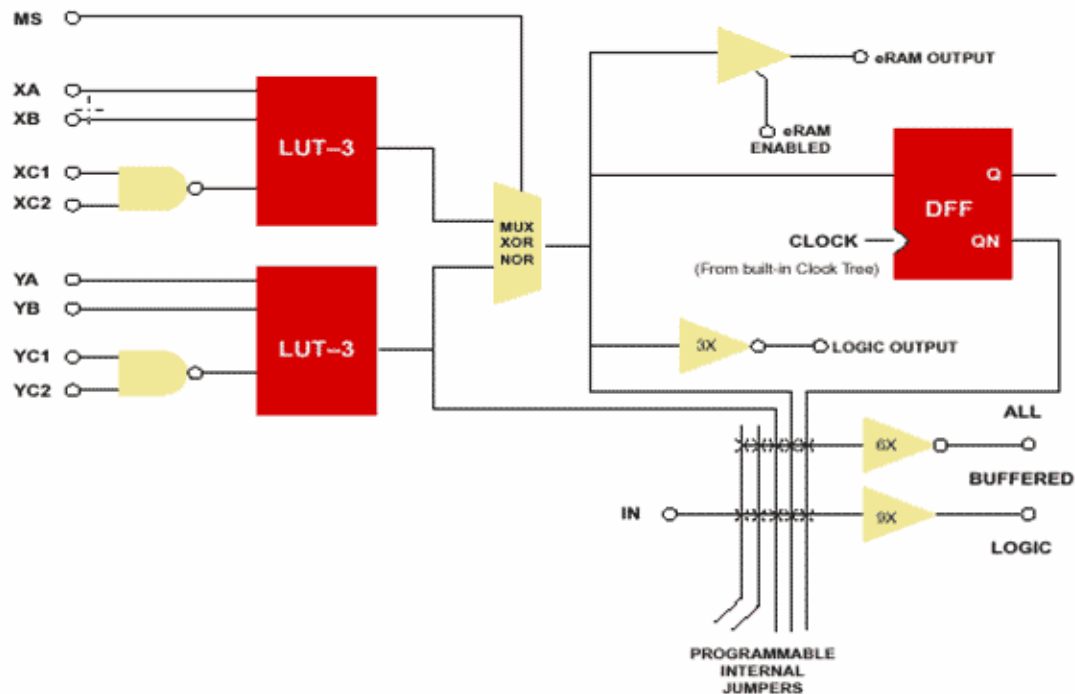 MS
XA
XB
XC1
XC2
LUT–3
YA
YB
YC1
YC2
LUT–3
MUX
XOR
NOR
eRAM OUTPUT
eRAM
ENABLED
Q
DFF
CLOCK
QN
(From built-in Clock Tree)
3X
LOGIC OUTPUT
ALL
6X
BUFFERED
IN
9X
LOGIC
PROGRAMMABLE
INTERNAL
JUMPERS